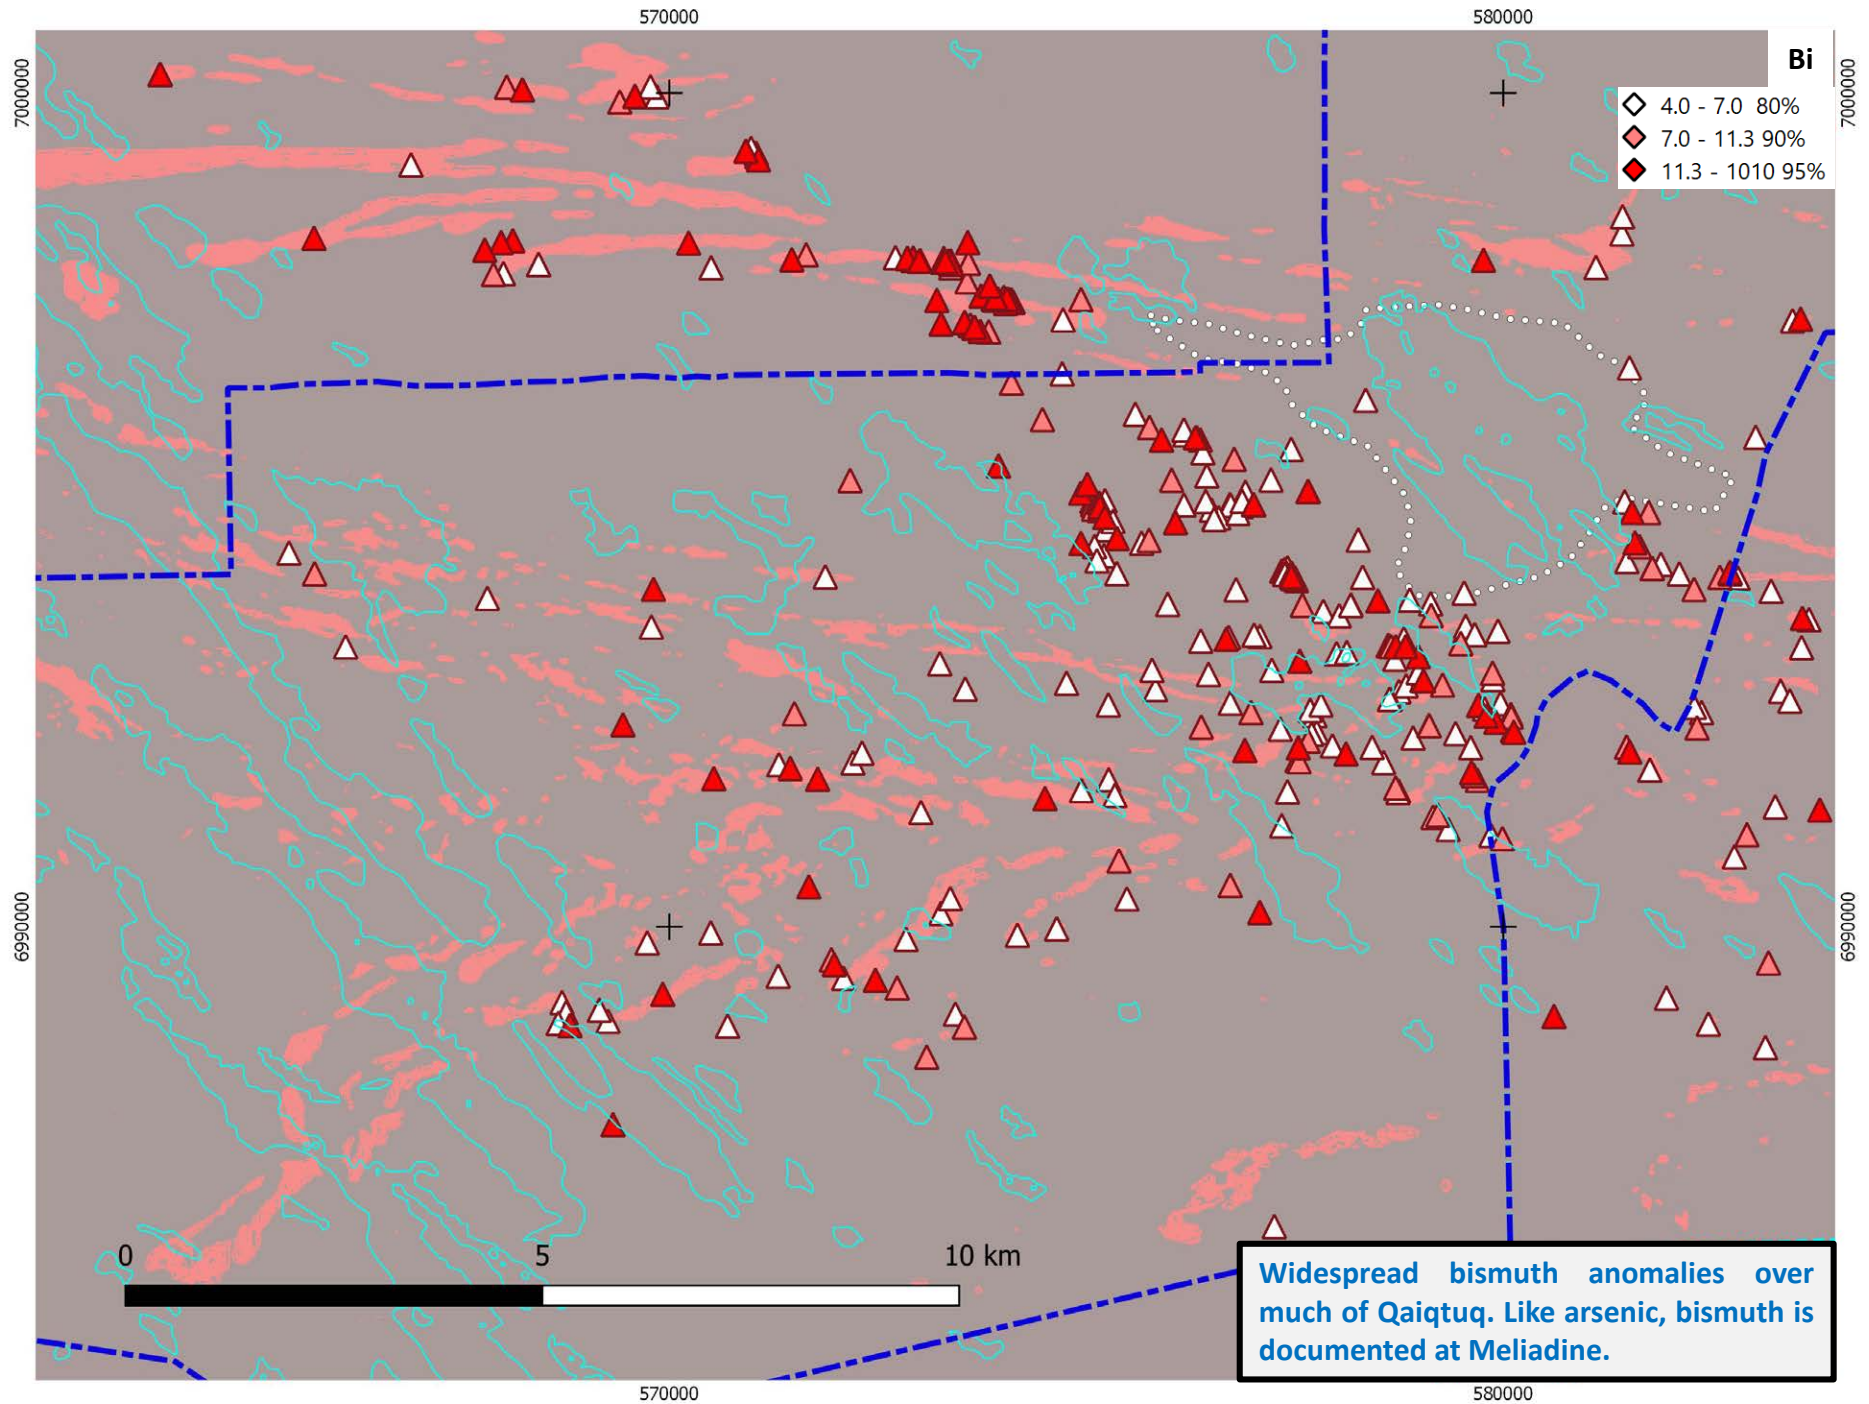 570000
580000
7000000
7000000
Bi
4.0 - 7.0 80%
7.0 - 11.3 90%
11.3 - 1010 95%
6990000
6990000
0
5
10 km
Widespread bismuth anomalies over
much of Qaiqtuq. Like arsenic, bismuth is
documented at Meliadine.
570000
580000